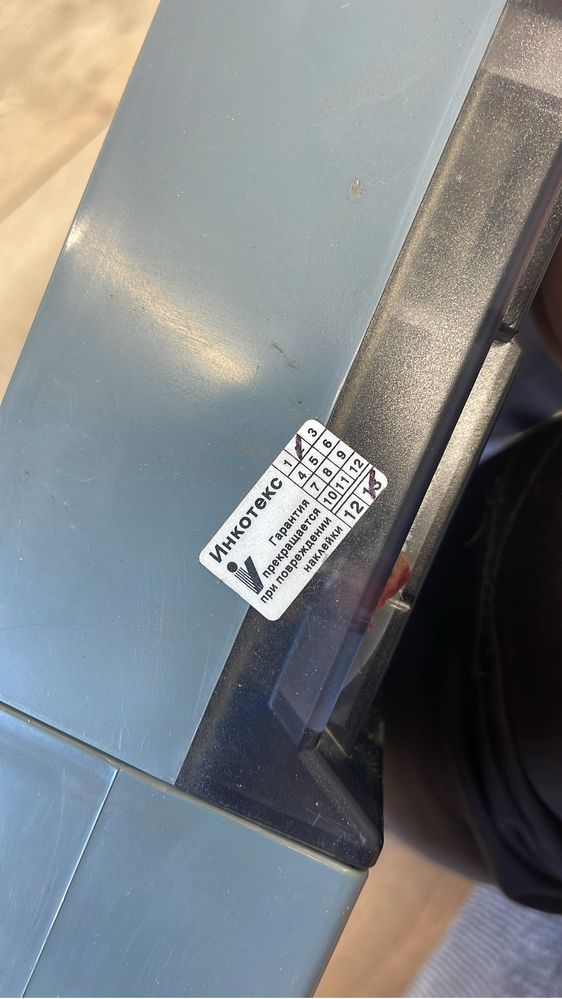 Инкотекс
Гарантия
прекращается
при повреждении
наклейки
1 2 3
4 5 6
7 8 9
10 11 12
12 13